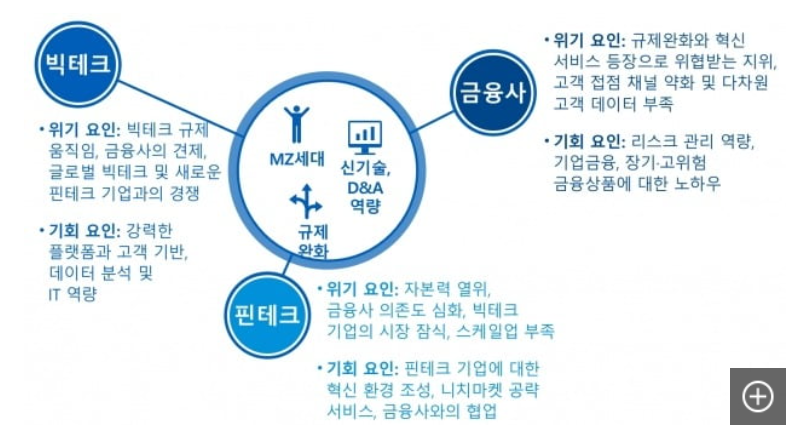 빅테크
• 위기 요인: 빅테크 규제
움직임, 금융사의 견제,
글로벌 빅테크 및 새로운
핀테크 기업과의 경쟁
• 기회 요인: 강력한
플랫폼과 고객 기반,
데이터 분석 및
IT 역량
MZ세대
신기술,
D&A
역량
규제
완화
금융사
• 위기 요인: 규제완화와 혁신
서비스 등장으로 위협받는 지위,
고객 접점 채널 약화 및 다차원
고객 데이터 부족
• 기회 요인: 리스크 관리 역량,
기업금융, 장기·고위험
금융상품에 대한 노하우
핀테크
• 위기 요인: 자본력 열위,
금융사 의존도 심화, 빅테크
기업의 시장 잠식, 스케일업 부족
• 기회 요인: 핀테크 기업에 대한
혁신 환경 조성, 니치마켓 공략
서비스, 금융사와의 협업